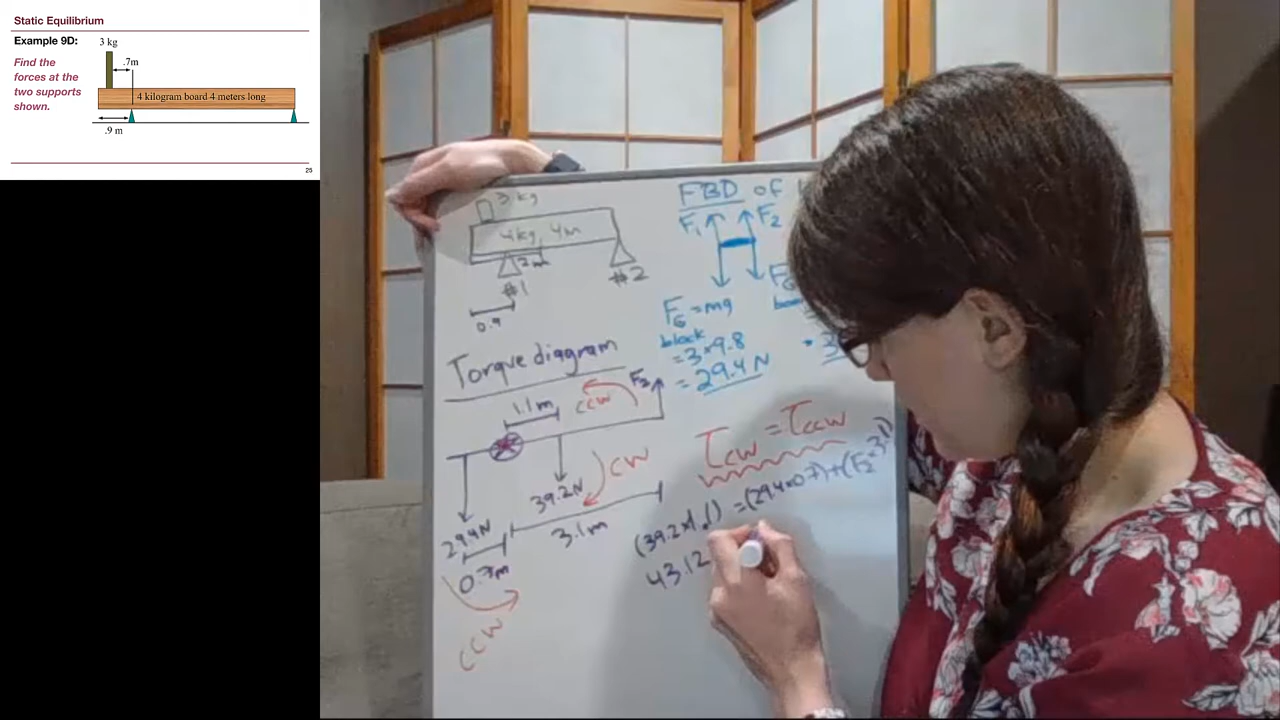 Static Equilibrium
Example 9D:
Find the
forces at the
two supports
shown.
3 kg
.7m
4 kilogram board 4 meters long
.9 m
25
3 kg
4kg, 4m
2m
#1
#2
0.9
FBD of
F₁
F₂
F_G = mg
block
= 3×9.8
= 29.4 N
Torque diagram
1.1m
CCW
F₂
CW
39.2N
29.4N
3.1m
0.7m
CCW
τCW = τCCW
(39.2×1.1) = (29.4×0.7)+(F₂×3.1)
43.12